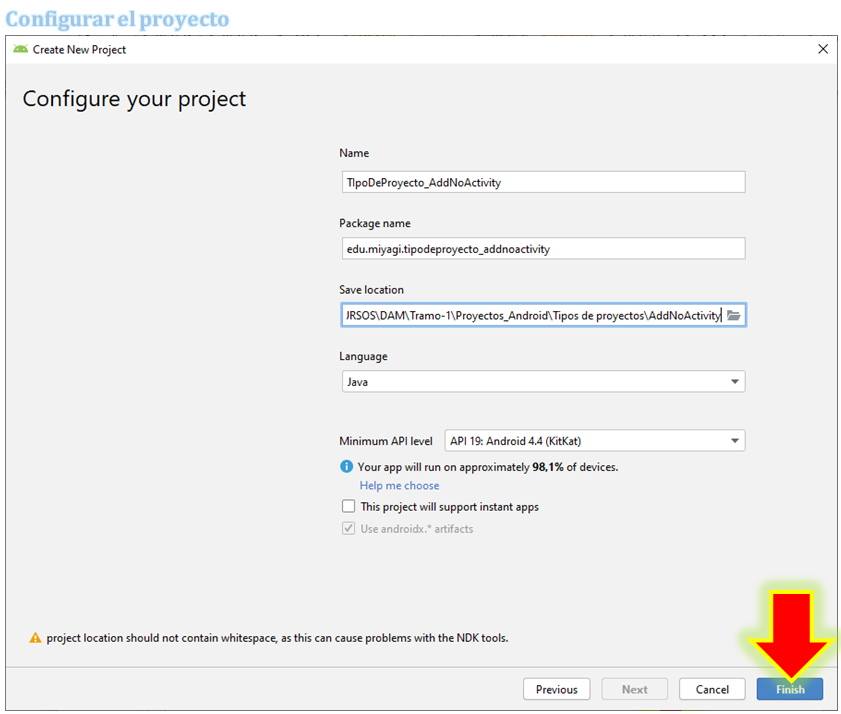 Configurar el proyecto
Create New Project
Configure your project
Name
TIpoDeProyecto_AddNoActivity
Package name
edu.miyagi.tipodeproyecto_addnoactivity
Save location
JRSOS\DAM\Tramo-1\Proyectos_Android\Tipos de proyectos\AddNoActivity
Language
Java
Minimum API level API 19: Android 4.4 (KitKat)
Your app will run on approximately 98,1% of devices.
Help me choose
This project will support instant apps
Use androidx.* artifacts
project location should not contain whitespace, as this can cause problems with the NDK tools.
Previous Next Cancel Finish